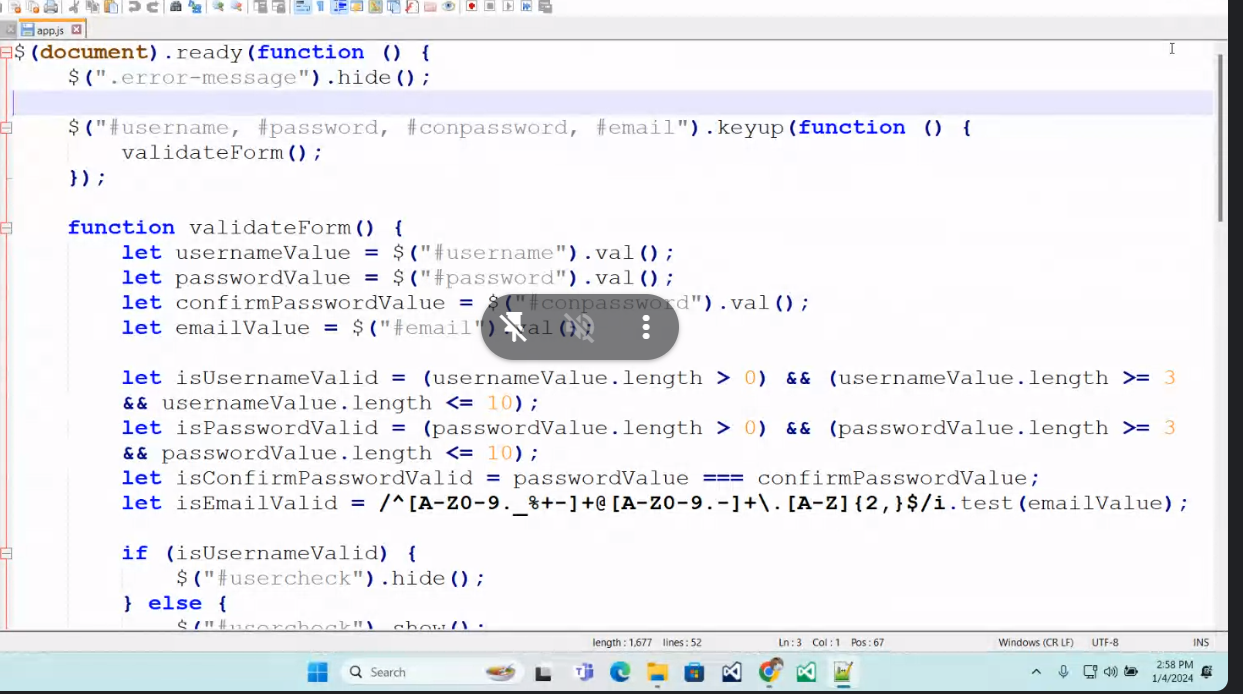 app.js
$(document).ready(function () {
$(".error-message").hide();
$("#username, #password, #conpassword, #email").keyup(function () {
validateForm();
});
function validateForm() {
let usernameValue = $("#username").val();
let passwordValue = $("#password").val();
let confirmPasswordValue = $("#conpassword").val();
let emailValue = $("#email").val();
let isUsernameValid = (usernameValue.length > 0) && (usernameValue.length >= 3
&& usernameValue.length <= 10);
let isPasswordValid = (passwordValue.length > 0) && (passwordValue.length >= 3
&& passwordValue.length <= 10);
let isConfirmPasswordValid = passwordValue === confirmPasswordValue;
let isEmailValid = /^[A-Z0-9._%+-]+@[A-Z0-9.-]+\.[A-Z]{2,}$/i.test(emailValue);
if (isUsernameValid) {
$("#usercheck").hide();
} else {
$("#usercheck").show();
length : 1,677 lines : 52 Ln : 3 Col : 1 Pos : 67 Windows (CR LF) UTF-8 INS
Search
2:58 PM
1/4/2024